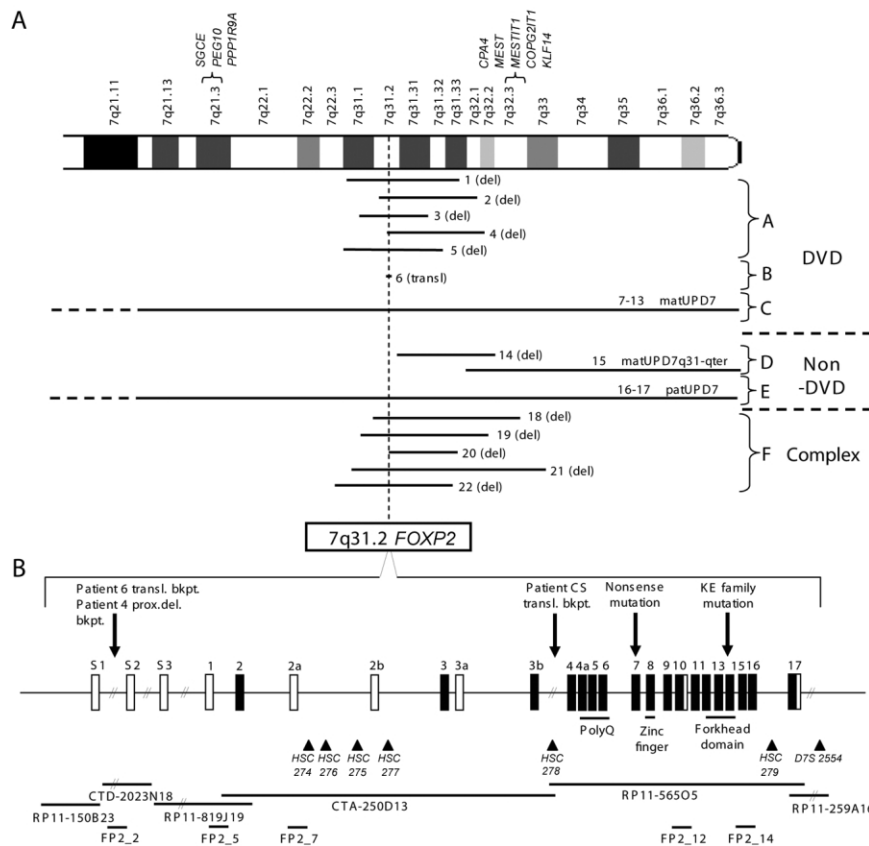 A
SGCE
PEG10
PPP1R9A
CPA4
MEST
MESTIT1
COPG2IT1
KLF14
7q21.11
7q21.13
7q21.3
7q22.1
7q22.2
7q22.3
7q31.1
7q31.2
7q31.31
7q31.32
7q31.33
7q32.1
7q32.2
7q32.3
7q33
7q34
7q35
7q36.1
7q36.2
7q36.3
1 (del)
2 (del)
3 (del)
4 (del)
5 (del)
A
6 (transl)
B
DVD
7-13 matUPD7
C
14 (del)
D
15 matUPD7q31-qter
Non
-DVD
16-17 patUPD7
E
18 (del)
19 (del)
20 (del)
21 (del)
22 (del)
F
Complex
7q31.2 FOXP2
B
Patient 6 transl. bkpt.
Patient 4 prox.del.
bkpt.
Patient CS
transl. bkpt.
Nonsense
mutation
KE family
mutation
S1 S2 S3 1 2 2a 2b 3 3a 3b 4 4a 5 6 7 8 9 10 11 13 15 16 17
PolyQ
Zinc
finger
Forkhead
domain
HSC
274
HSC
276
HSC
275
HSC
277
HSC
278
HSC
279
D7S 2554
CTD-2023N18
CTA-250D13
RP11-565O5
RP11-150B23
RP11-819J19
RP11-259A16
FP2_2
FP2_5
FP2_7
FP2_12
FP2_14